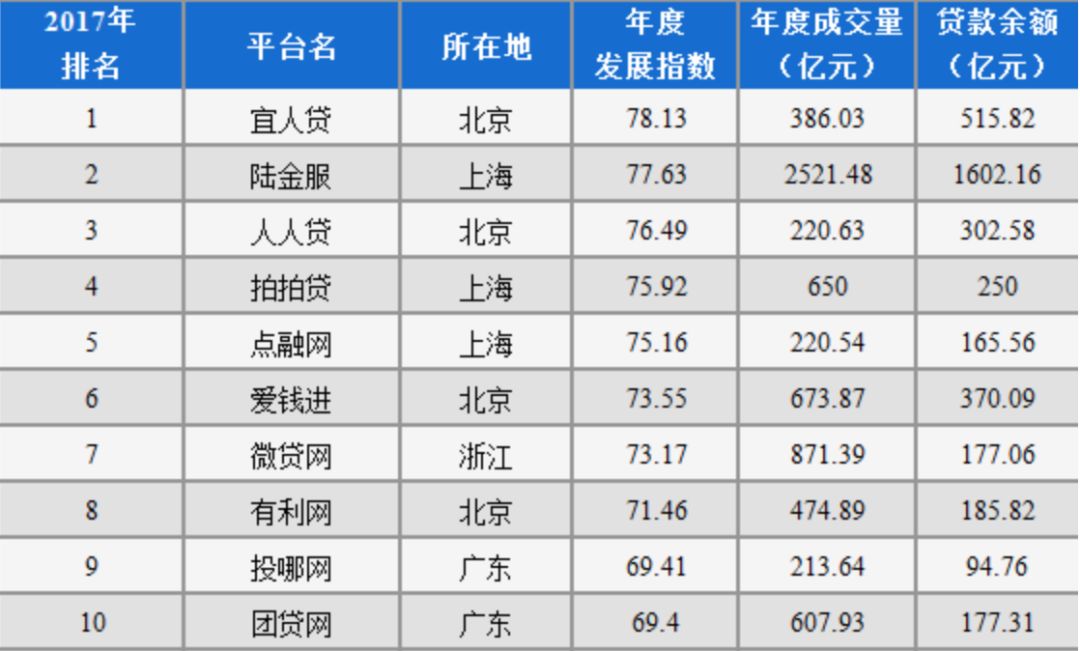 2017年 排名 平台名 所在地 年度 发展指数 年度成交量 （亿元） 贷款余额 （亿元）
1 宜人贷 北京 78.13 386.03 515.82
2 陆金服 上海 77.63 2521.48 1602.16
3 人人贷 北京 76.49 220.63 302.58
4 拍拍贷 上海 75.92 650 250
5 点融网 上海 75.16 220.54 165.56
6 爱钱进 北京 73.55 673.87 370.09
7 微贷网 浙江 73.17 871.39 177.06
8 有利网 北京 71.46 474.89 185.82
9 投哪网 广东 69.41 213.64 94.76
10 团贷网 广东 69.4 607.93 177.31